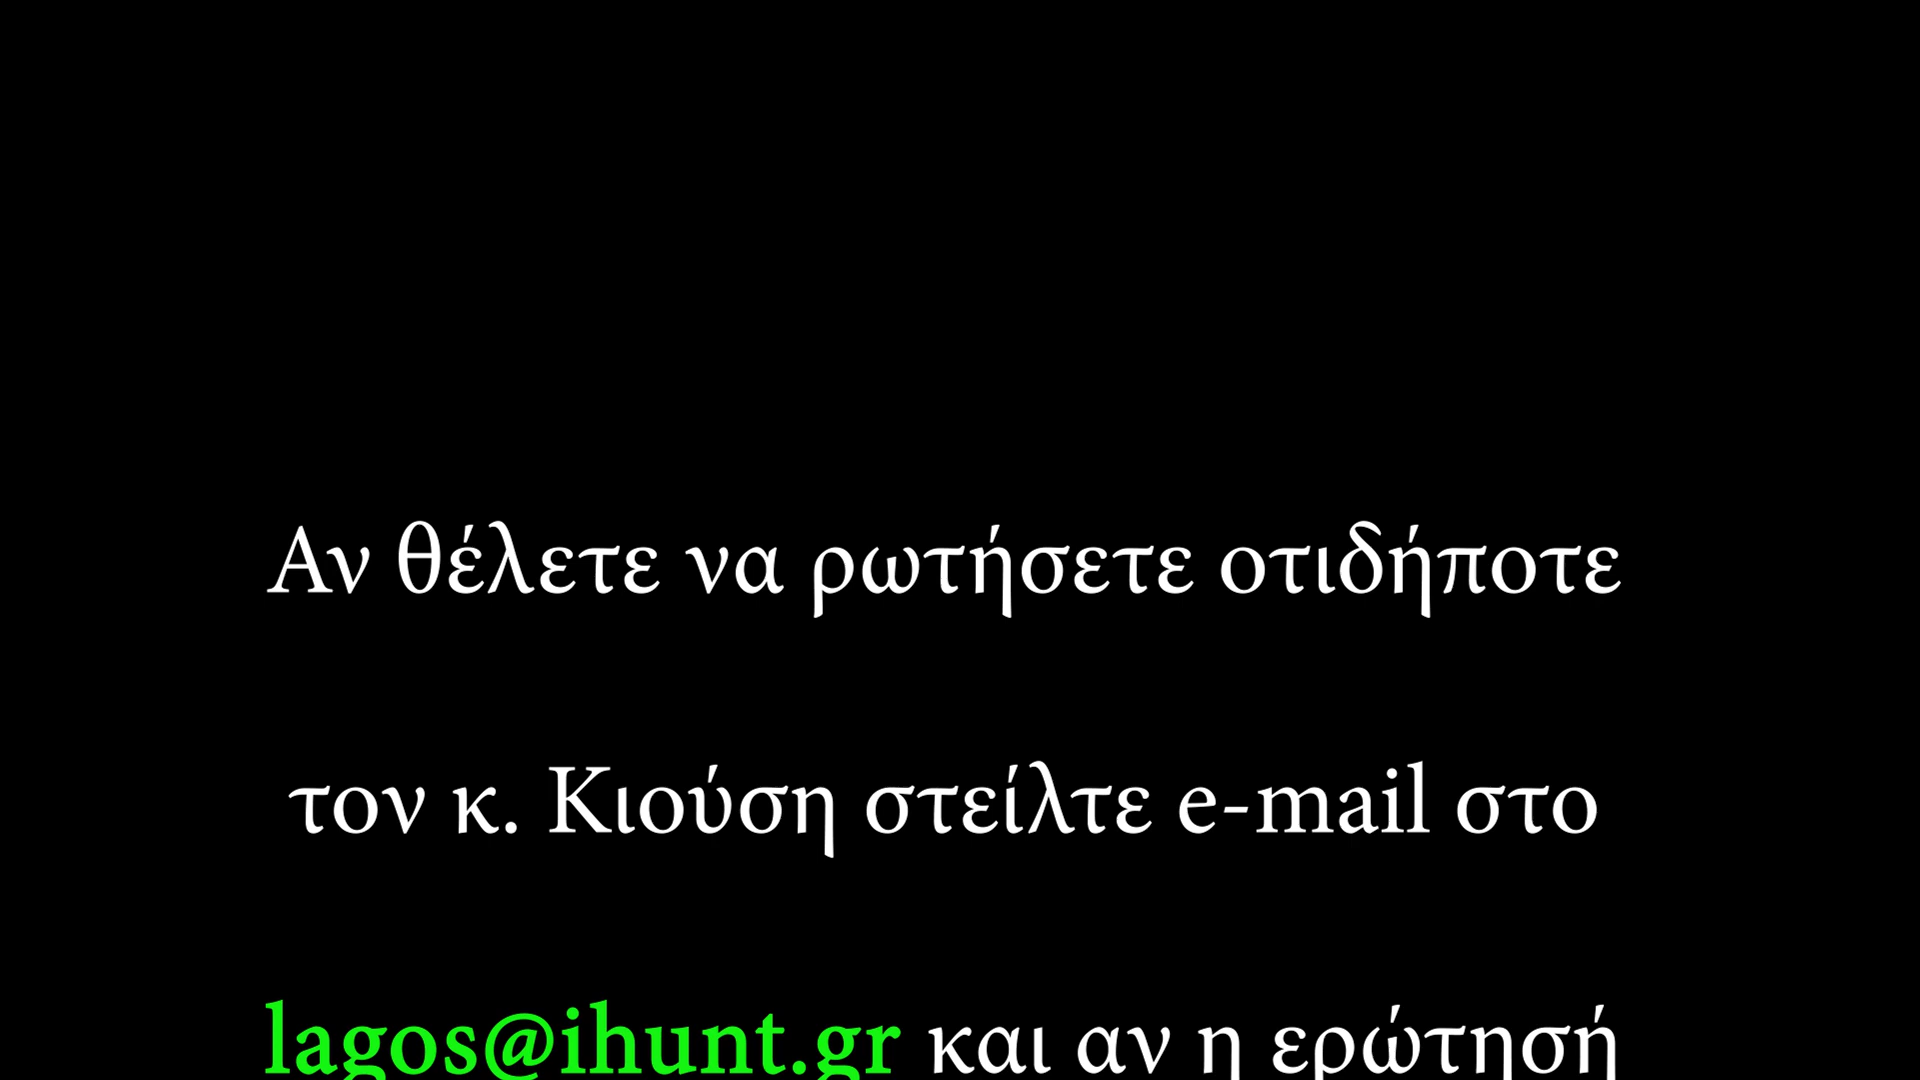 Αν θέλετε να ρωτήσετε οτιδήποτε
τον κ. Κιούση στείλτε e-mail στο
lagos@ihunt.gr και αν η ερώτησή